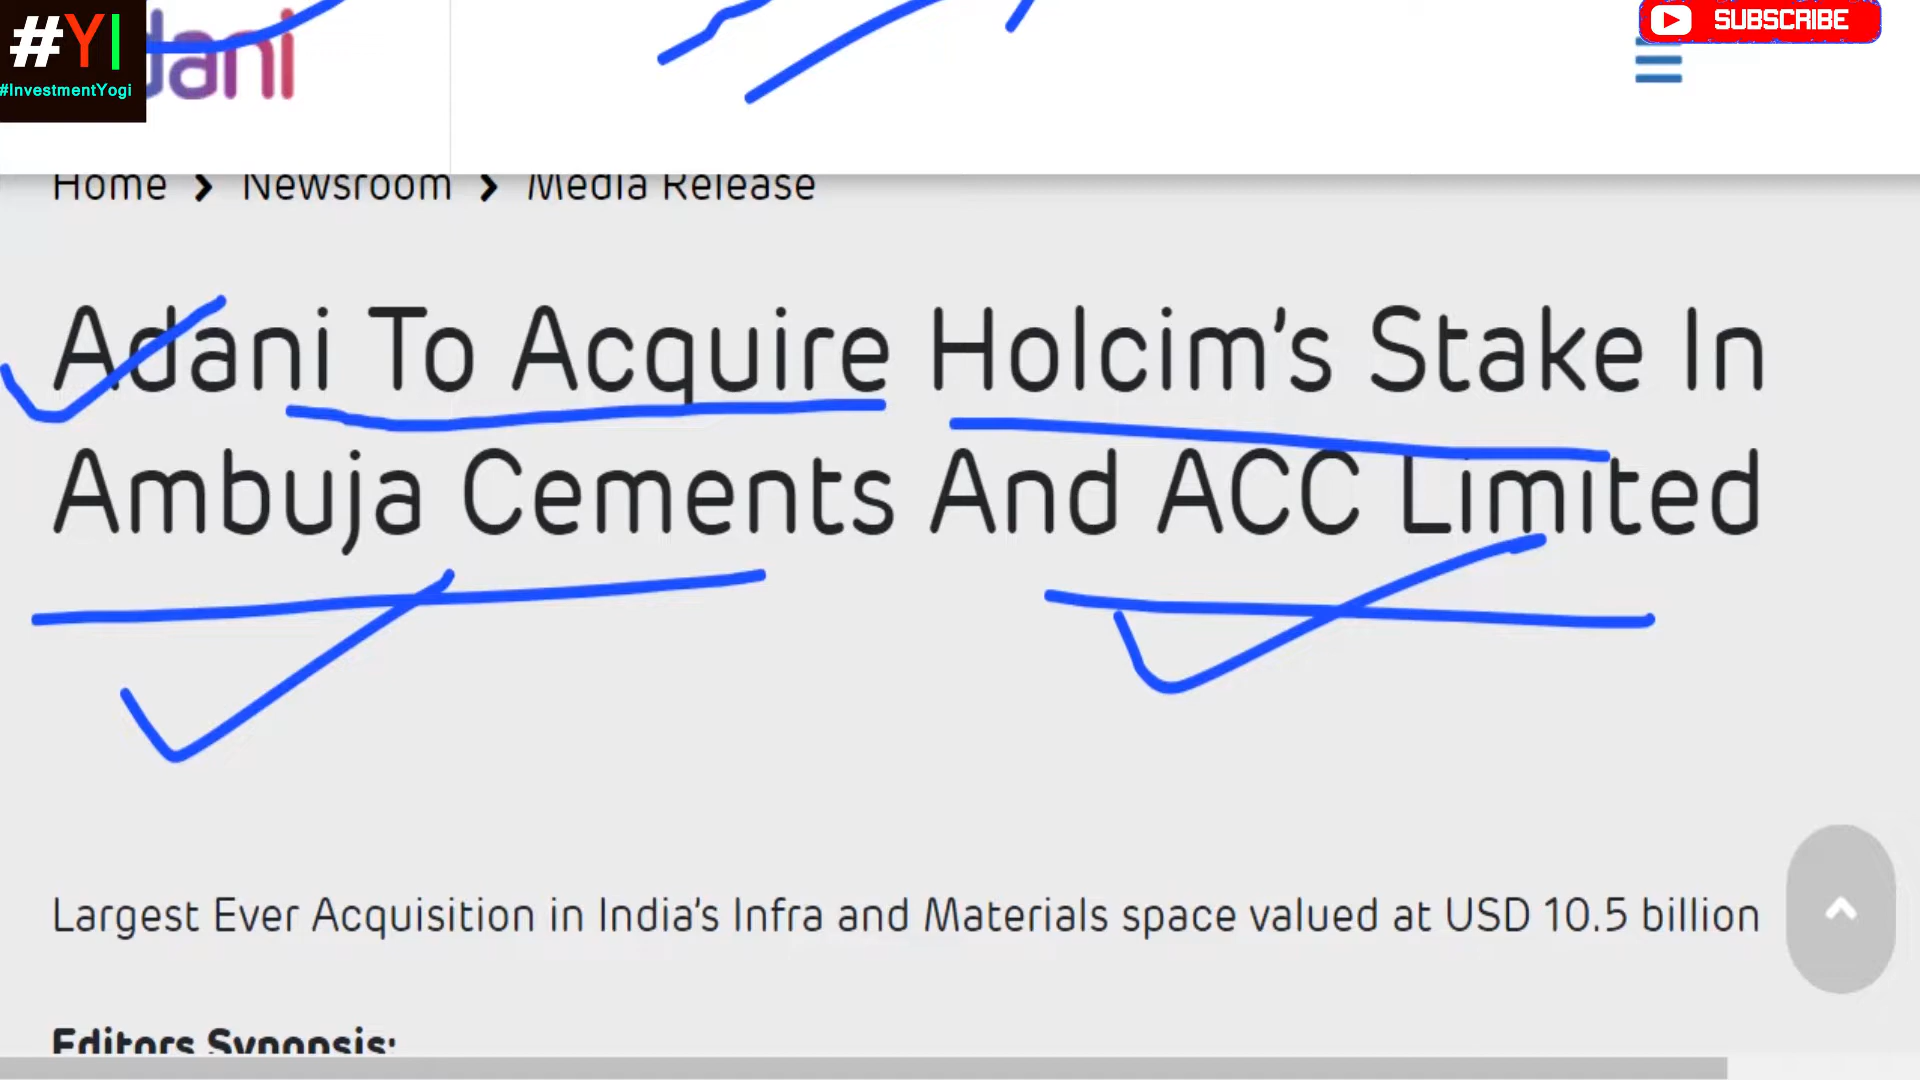 #YI
#InvestmentYogi
dani
SUBSCRIBE
Home > Newsroom > Media Release
Adani To Acquire Holcim's Stake In
Ambuja Cements And ACC Limited
Largest Ever Acquisition in India's Infra and Materials space valued at USD 10.5 billion
Editors Synopsis: